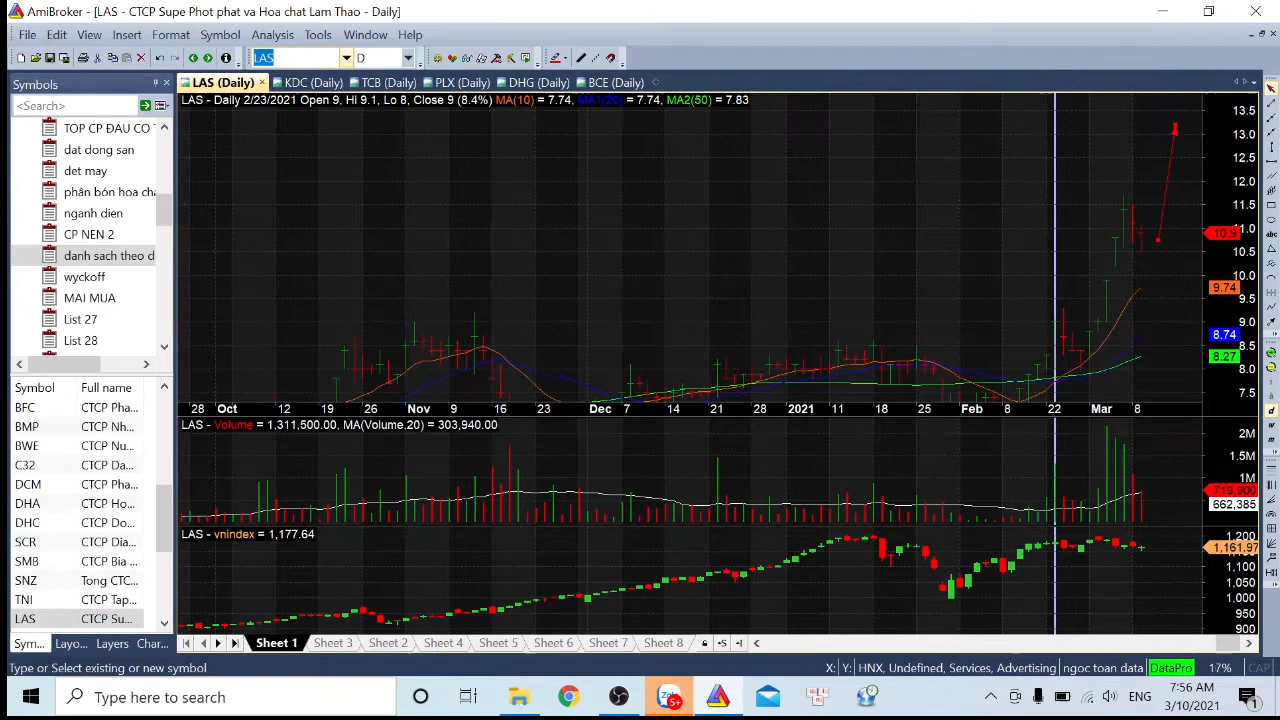 AmiBroker - [LAS - CTCP Supe Phot phat va Hoa chat Lam Thao - Daily]
File Edit View Insert Format Symbol Analysis Tools Window Help
LAS D
Symbols
LAS (Daily) KDC (Daily) TCB (Daily) PLX (Daily) DHG (Daily) BCE (Daily)
<Search>
LAS - Daily 2/23/2021 Open 9, Hi 9.1, Lo 8, Close 9 (8.4%) MA(10) = 7.74, MA1(20) = 7.74, MA2(50) = 7.83
TOP CP ĐAU CO
dat dong san
det may
phân bón hoa cha
nganh dien
CP NEN 2
danh sach theo d
wyckoff
MAI MUA
List 27
List 28
13.5
13.0
12.5
12.0
11.5
11.0
10.9
10.5
10.0
9.74
9.5
9.0
8.74
8.5
8.27
8.0
7.5
28 Oct 12 19 26 Nov 9 16 23 Dec 7 14 21 28 2021 11 18 25 Feb 8 22 Mar 8
Symbol Full name
BFC CTCP Pha...
BMP CTCP Nh...
BWE CTCP Nu...
C32 CTCP Da...
DCM CTCP Pha...
DHA CTCP Ho...
DHC CTCP Do...
SCR CTCP Dia...
SMB CTCP Bia ...
TNZ Tong CTC...
TNI CTCP Tap...
LAS - Volume = 1,311,500.00, MA(Volume,20) = 303,940.00
2M
1.5M
1M
719,900
662,385
LAS - vnindex = 1,177.64
1,200
1,161.97
1,100
1,050
1,000
950
900
Sym... Layo... Layers Char...
Sheet 1 Sheet 3 Sheet 2 Sheet 4 Sheet 5 Sheet 6 Sheet 7 Sheet 8
Type or Select existing or new symbol
X: Y: HNX, Undefined, Services, Advertising ngoc toan data DataPro 17% CAP
Type here to search
5+
ENG
7:56 AM
3/10/2021
1